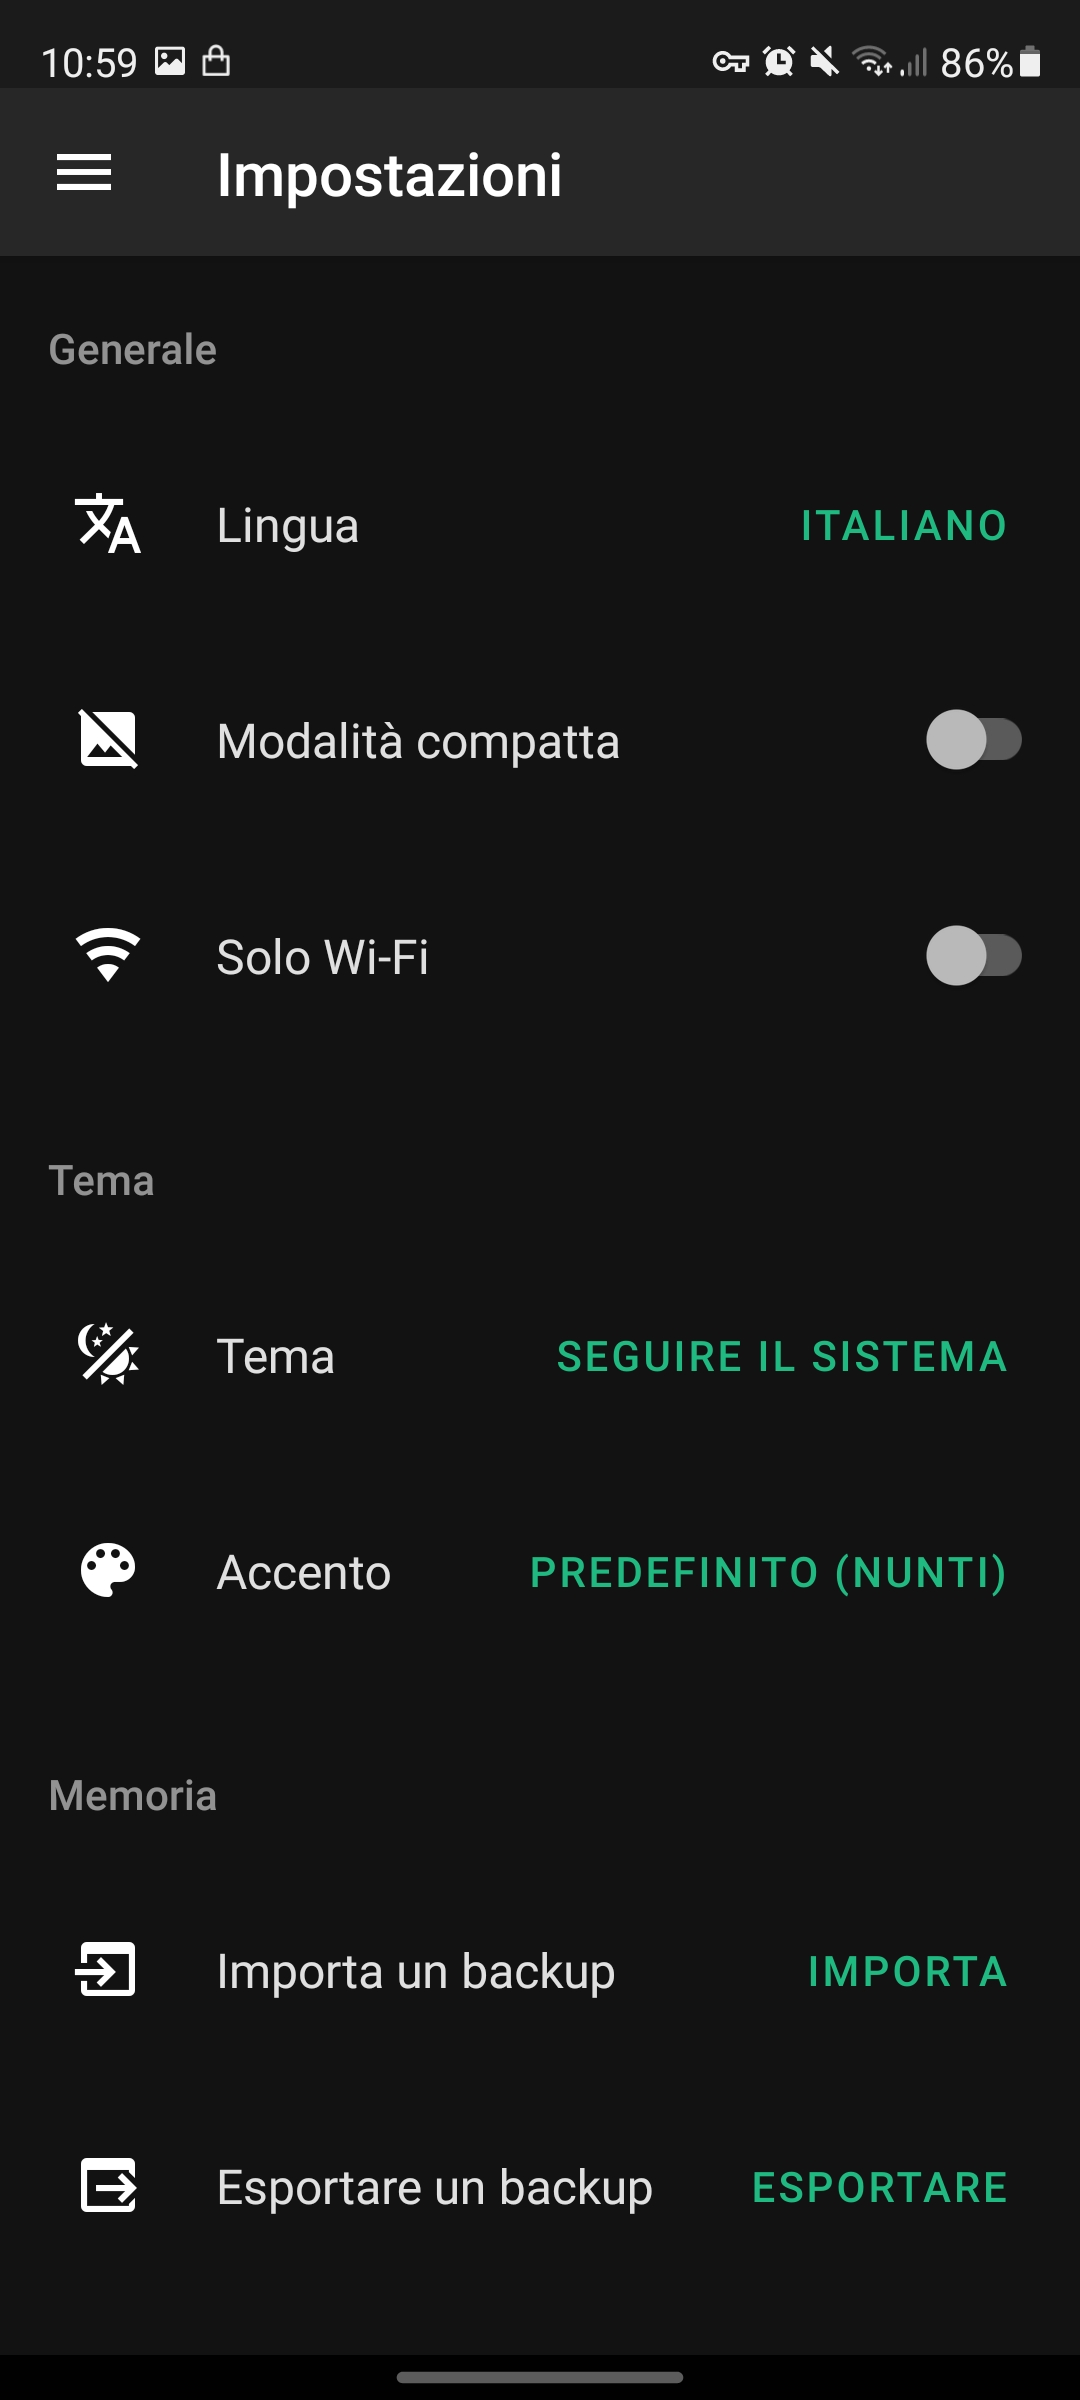 10:59 86%
Impostazioni
Generale
Lingua ITALIANO
Modalità compatta
Solo Wi-Fi
Tema
Tema SEGUIRE IL SISTEMA
Accento PREDEFINITO (NUNTI)
Memoria
Importa un backup IMPORTA
Esportare un backup ESPORTARE